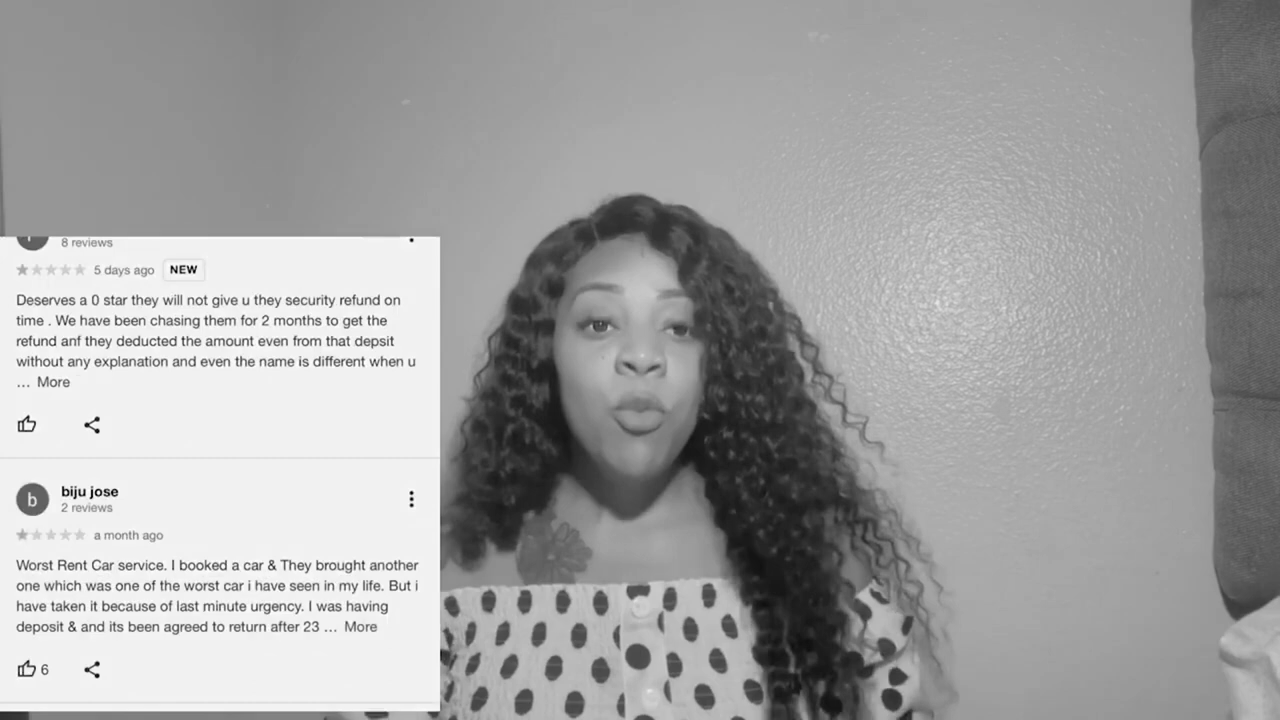 8 reviews
5 days ago NEW
Deserves a 0 star they will not give u they security refund on
time . We have been chasing them for 2 months to get the
refund anf they deducted the amount even from that depsit
without any explanation and even the name is different when u
... More
b biju jose
2 reviews
a month ago
Worst Rent Car service. I booked a car & They brought another
one which was one of the worst car i have seen in my life. But i
have taken it because of last minute urgency. I was having
deposit & and its been agreed to return after 23 ... More
6